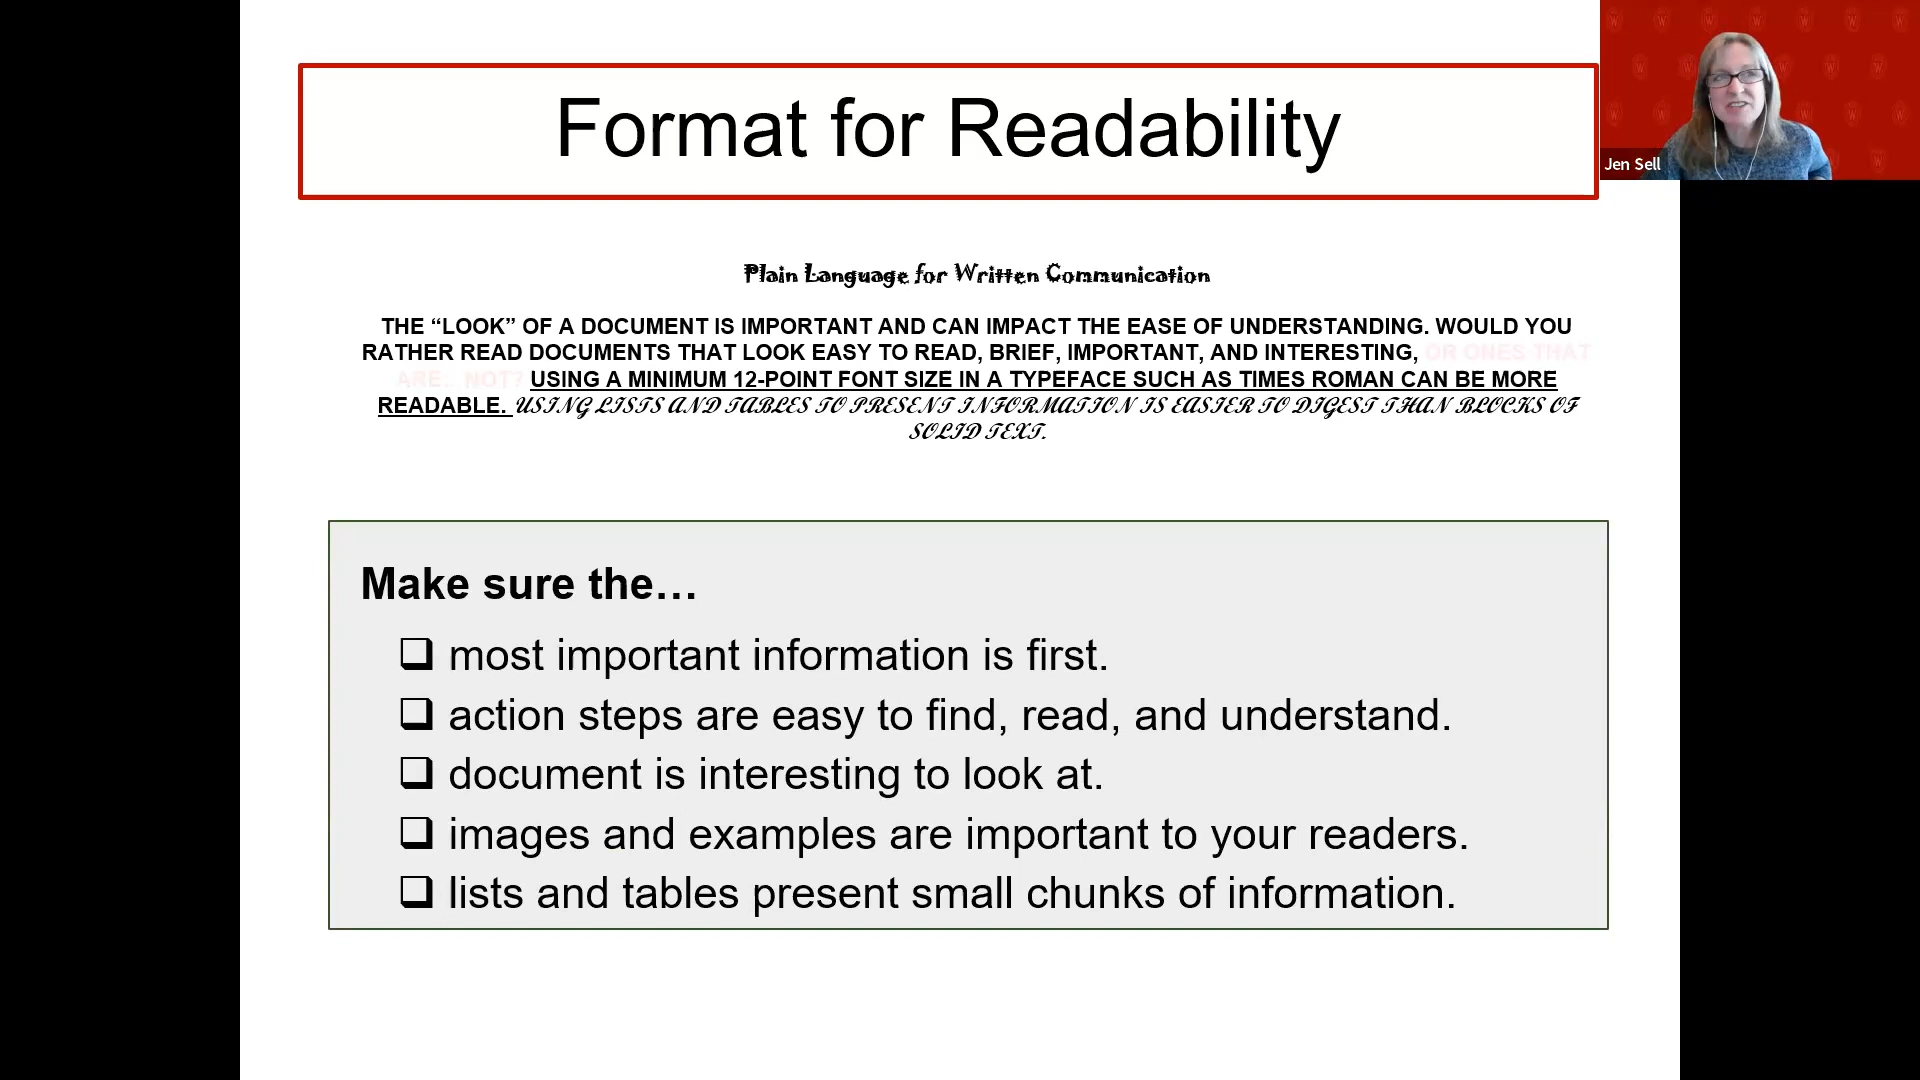 Format for Readability
Jen Sell
Plain Language for Written Communication
THE “LOOK” OF A DOCUMENT IS IMPORTANT AND CAN IMPACT THE EASE OF UNDERSTANDING. WOULD YOU
RATHER READ DOCUMENTS THAT LOOK EASY TO READ, BRIEF, IMPORTANT, AND INTERESTING, OR ONES THAT
ARE. NOT? USING A MINIMUM 12-POINT FONT SIZE IN A TYPEFACE SUCH AS TIMES ROMAN CAN BE MORE
READABLE. USING LISTS AND TABLES TO PRESENT INFORMATION IS EASIER TO DIGEST THAN BLOCKS OF
SOLID TEXT.
Make sure the…
❑ most important information is first.
❑ action steps are easy to find, read, and understand.
❑ document is interesting to look at.
❑ images and examples are important to your readers.
❑ lists and tables present small chunks of information.